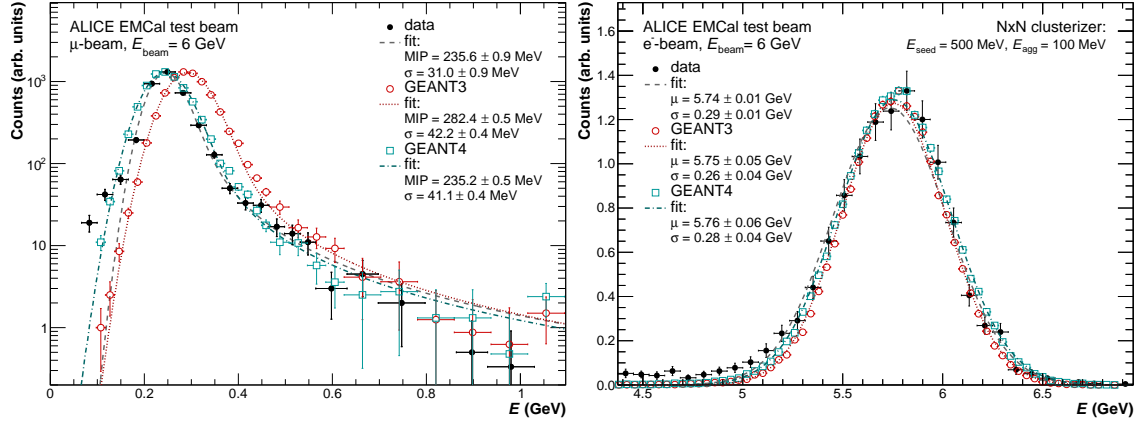 Counts (arb. units)
10³
10²
10
1
ALICE EMCal test beam
μ-beam, E_beam = 6 GeV
data
fit:
MIP = 235.6 ± 0.9 MeV
σ = 31.0 ± 0.9 MeV
GEANT3
fit:
MIP = 282.4 ± 0.5 MeV
σ = 42.2 ± 0.4 MeV
GEANT4
fit:
MIP = 235.2 ± 0.5 MeV
σ = 41.1 ± 0.4 MeV
0 0.2 0.4 0.6 0.8 1
E (GeV)
Counts (arb. units)
1.6
1.4
1.2
1.0
0.8
0.6
0.4
0.2
0.0
ALICE EMCal test beam
e⁻-beam, E_beam = 6 GeV
NxN clusterizer:
E_seed = 500 MeV, E_agg = 100 MeV
data
fit:
μ = 5.74 ± 0.01 GeV
σ = 0.29 ± 0.01 GeV
GEANT3
fit:
μ = 5.75 ± 0.05 GeV
σ = 0.26 ± 0.04 GeV
GEANT4
fit:
μ = 5.76 ± 0.06 GeV
σ = 0.28 ± 0.04 GeV
4.5 5 5.5 6 6.5
E (GeV)